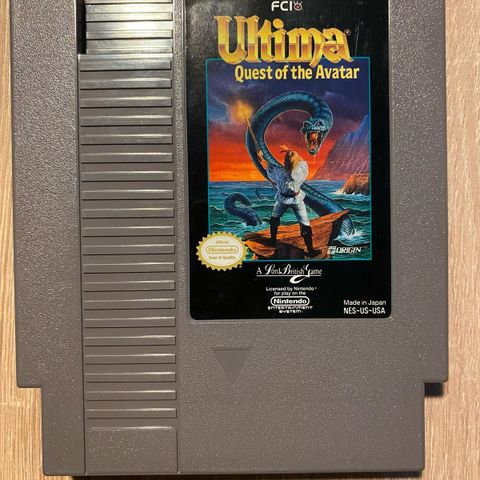 FCI
Ultima
Quest of the Avatar
ORIGIN
Official
Nintendo
Seal of Quality
A Lord British Game
Licensed by Nintendo®
for play on the
Nintendo
ENTERTAINMENT
SYSTEM
Made in Japan
NES-US-USA